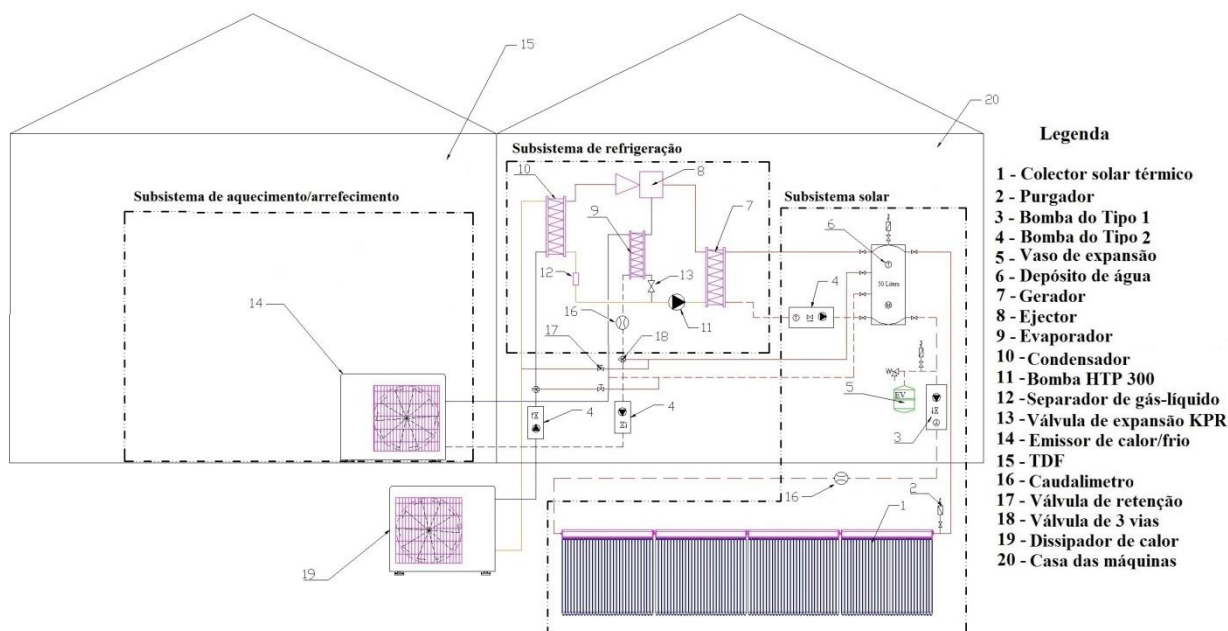 15
20
Legenda
Subsistema de refrigeração
10
8
Subsistema de aquecimento/arrefecimento
Subsistema solar
9
7
6
1 - Colector solar térmico
2 - Purgador
3 - Bomba do Tipo 1
4 - Bomba do Tipo 2
5 - Vaso de expansão
6 - Depósito de água
7 - Gerador
8 - Ejector
9 - Evaporador
10 - Condensador
11 - Bomba HTP 300
12 - Separador de gás-líquido
13 - Válvula de expansão KPR
14 - Emissor de calor/frio
15 - TDF
16 - Caudalimetro
17 - Válvula de retenção
18 - Válvula de 3 vias
19 - Dissipador de calor
20 - Casa das máquinas
T
12
13
4
50 Litros
M
14
16
11
17
18
EV
5
4
4
3
16
2
1
19